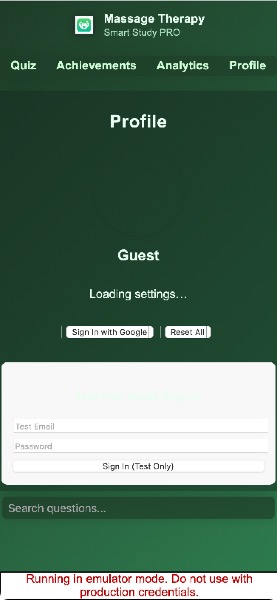 Massage Therapy
Smart Study PRO
Quiz Achievements Analytics Profile
Profile
Guest
Loading settings...
Sign In with Google Reset All
Test Email
Password
Sign In (Test Only)
Search questions...
Running in emulator mode. Do not use with
production credentials.